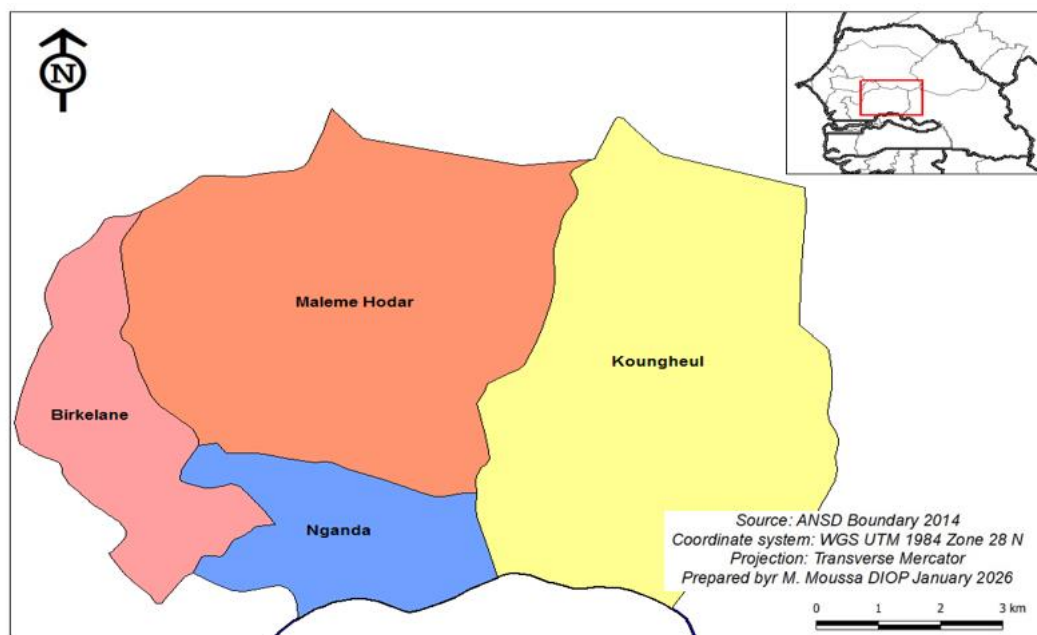 N
Maleme Hodar
Koungheul
Birkelane
Nganda
Source: ANSD Boundary 2014
Coordinate system: WGS UTM 1984 Zone 28 N
Projection: Transverse Mercator
Prepared byr M. Moussa DIOP January 2026
0 1 2 3 km